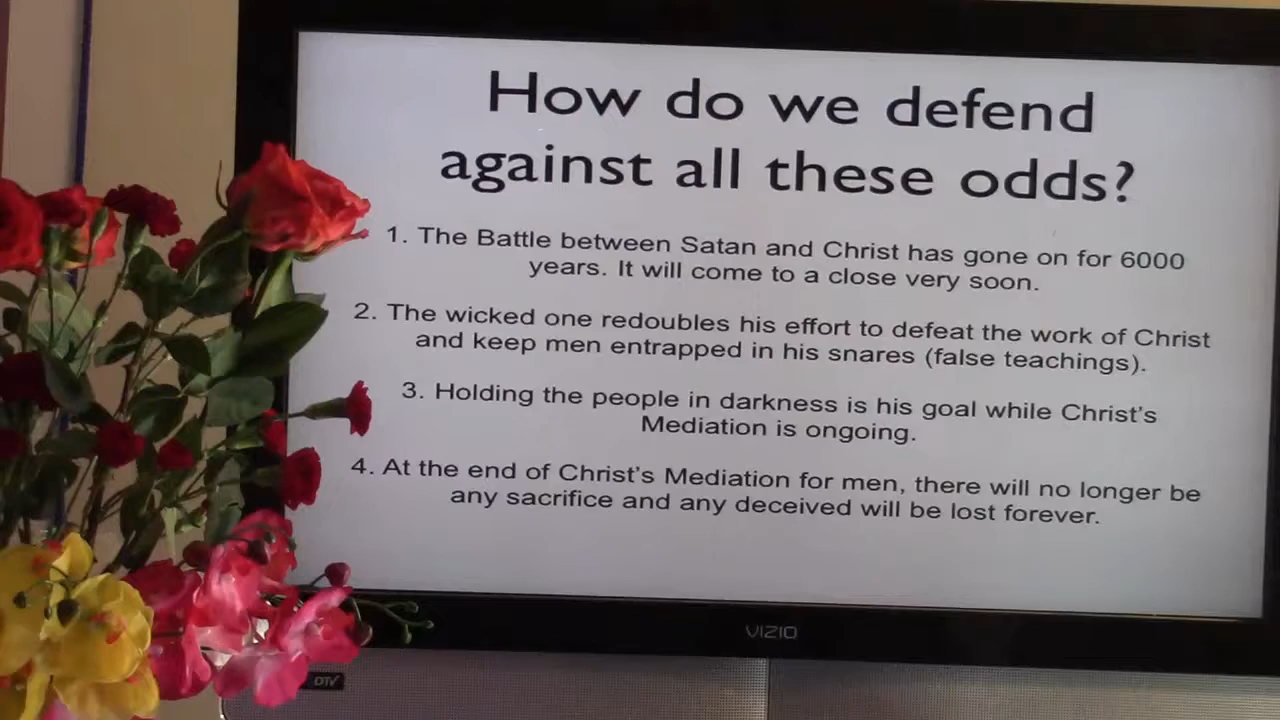 How do we defend
against all these odds?
1. The Battle between Satan and Christ has gone on for 6000
years. It will come to a close very soon.
2. The wicked one redoubles his effort to defeat the work of Christ
and keep men entrapped in his snares (false teachings).
3. Holding the people in darkness is his goal while Christ's
Mediation is ongoing.
4. At the end of Christ's Mediation for men, there will no longer be
any sacrifice and any deceived will be lost forever.
VIZIO
DTV